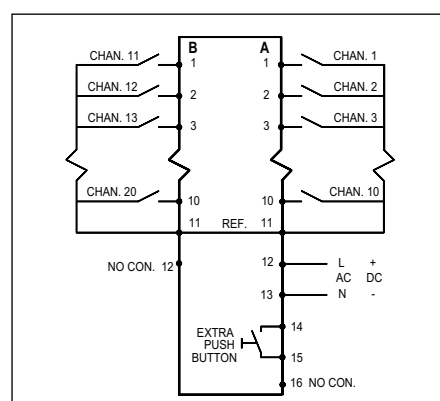 B A
CHAN. 11 1 1 CHAN. 1
CHAN. 12 2 2 CHAN. 2
CHAN. 13 3 3 CHAN. 3
CHAN. 20 10 10 CHAN. 10
11 REF. 11
NO CON. 12 12 L +
AC DC
13 N -
14
EXTRA
PUSH
BUTTON
15
16 NO CON.